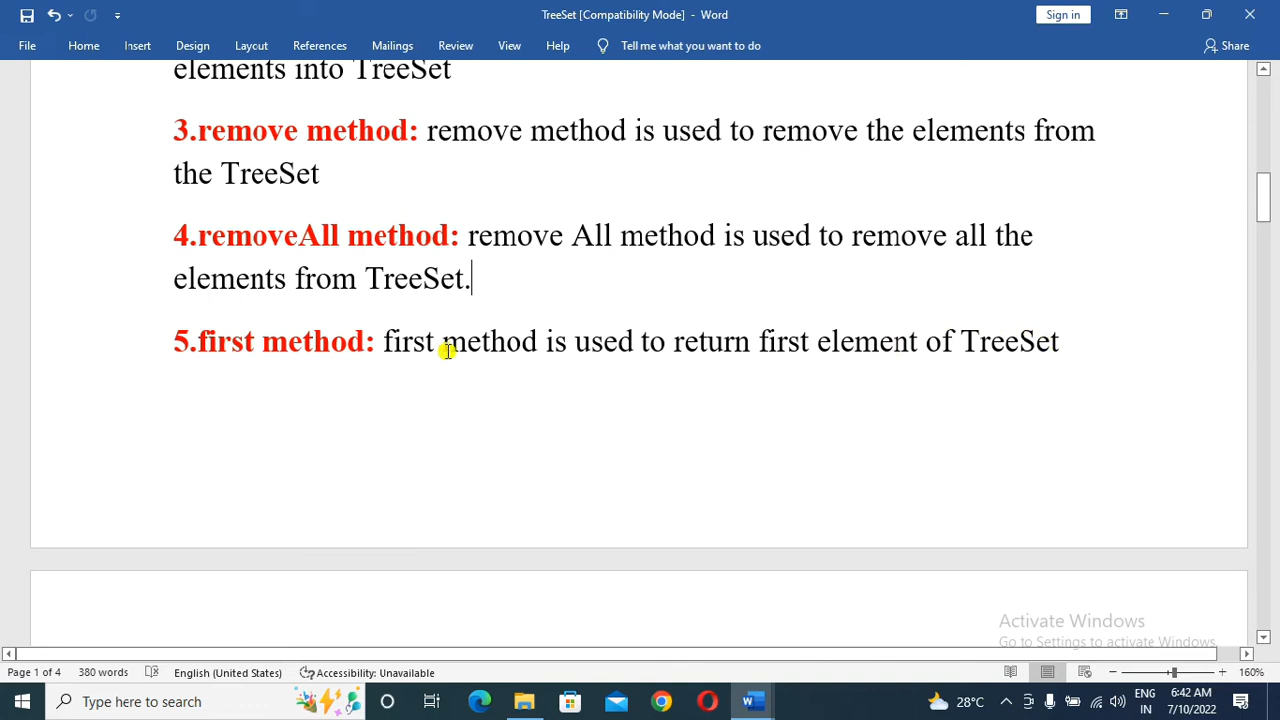 TreeSet [Compatibility Mode] - Word
Sign in
File Home Insert Design Layout References Mailings Review View Help Tell me what you want to do Share
elements into TreeSet
3.remove method: remove method is used to remove the elements from
the TreeSet
4.removeAll method: remove All method is used to remove all the
elements from TreeSet.
5.first method: first method is used to return first element of TreeSet
Activate Windows
Go to Settings to activate Windows.
Page 1 of 4 380 words English (United States) Accessibility: Unavailable 160%
Type here to search
28°C
ENG
IN
6:42 AM
7/10/2022